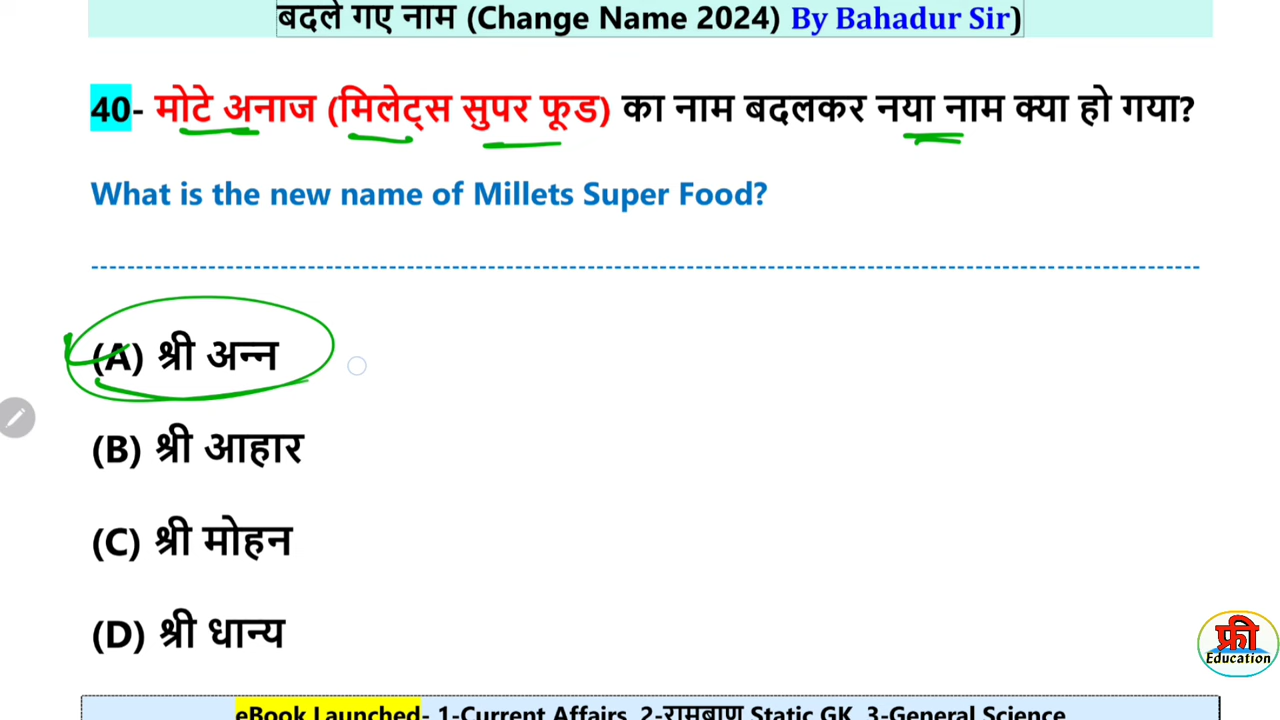 बदले गए नाम (Change Name 2024) By Bahadur Sir)
40- मोटे अनाज (मिलेट्स सुपर फूड) का नाम बदलकर नया नाम क्या हो गया?
What is the new name of Millets Super Food?
(A) श्री अन्न
(B) श्री आहार
(C) श्री मोहन
(D) श्री धान्य
फ्री
Education
eBook Launched- 1-Current Affairs, 2-रामबाण Static GK, 3-General Science